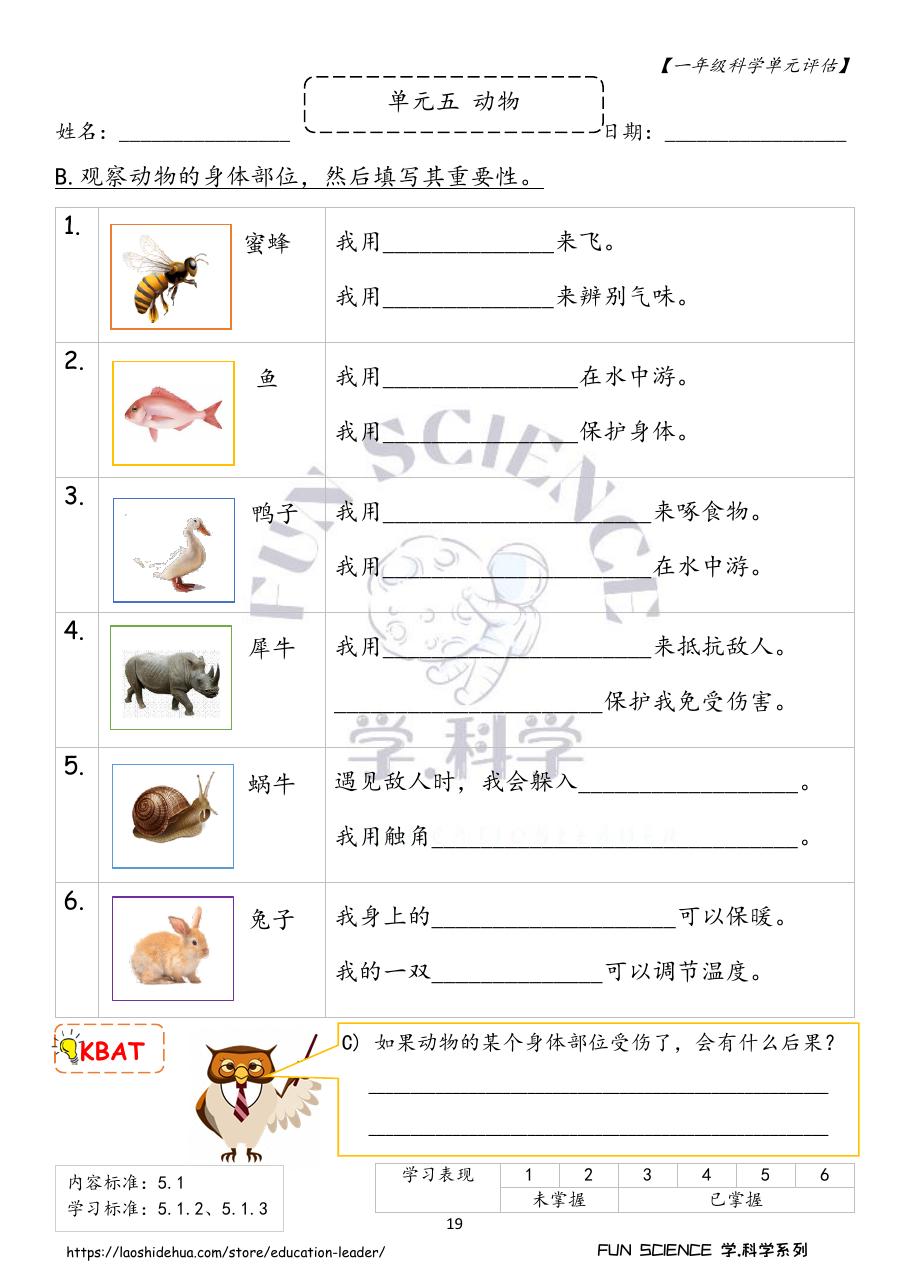 【一年级科学单元评估】
单元五 动物
姓名：________________ 日期：_________________
B. 观察动物的身体部位，然后填写其重要性。
1. 蜜蜂 我用______________来飞。
我用______________来辨别气味。
2. 鱼 我用________________在水中游。
我用________________保护身体。
3. 鸭子 我用______________________来啄食物。
我用______________________在水中游。
4. 犀牛 我用______________________来抵抗敌人。
______________________保护我免受伤害。
5. 蜗牛 遇见敌人时，我会躲入__________________。
我用触角______________________________。
6. 兔子 我身上的____________________可以保暖。
我的一双______________可以调节温度。
FUN SCIENCE
学.科学
KBAT
C) 如果动物的某个身体部位受伤了，会有什么后果？
内容标准：5.1
学习标准：5.1.2、5.1.3
学习表现 1 2 3 4 5 6
未掌握 已掌握
19
https://laoshidehua.com/store/education-leader/
FUN SCIENCE 学.科学系列